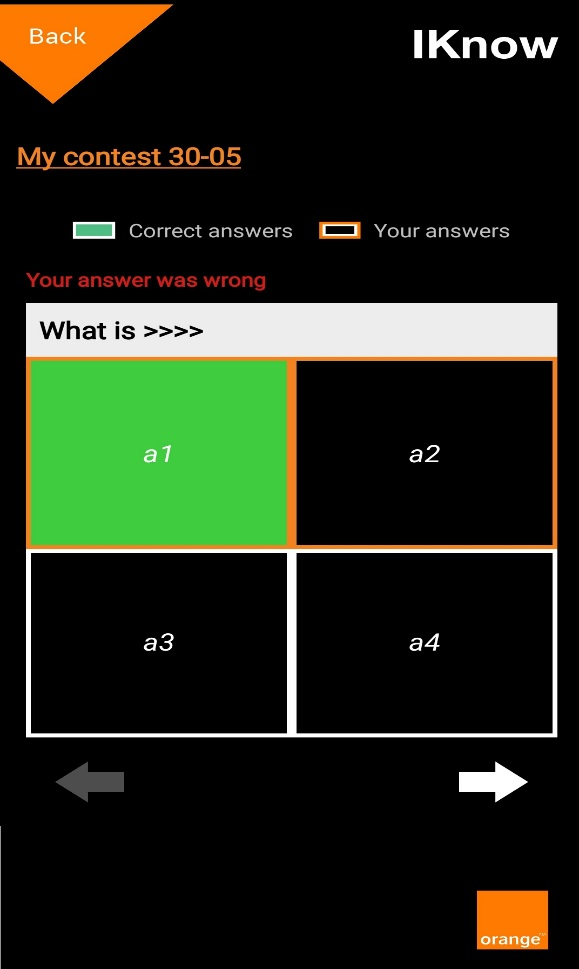 Back
IKnow
My contest 30-05
Correct answers Your answers
Your answer was wrong
What is >>>>
a1 a2
a3 a4
orange™